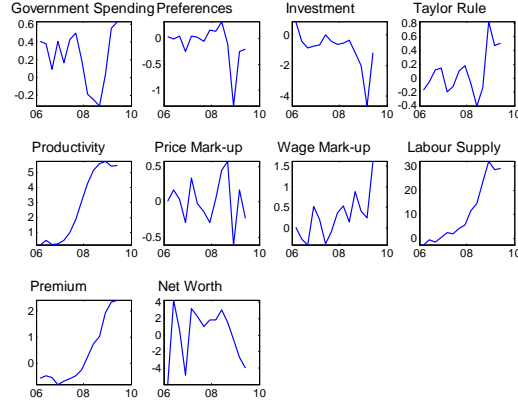 Government Spending Preferences Investment Taylor Rule
0.6 0.4 0.2 0 -0.2
0 -0.5 -1
0 -2 -4
0.8 0.6 0.4 0.2 0 -0.2 -0.4
06 08 10 06 08 10 06 08 10 06 08 10
Productivity Price Mark-up Wage Mark-up Labour Supply
5 4 3 2 1
0.5 0 -0.5
1.5 1 0.5 0
30 20 10 0
06 08 10 06 08 10 06 08 10 06 08 10
Premium Net Worth
2 1 0
4 2 0 -2 -4
06 08 10 06 08 10